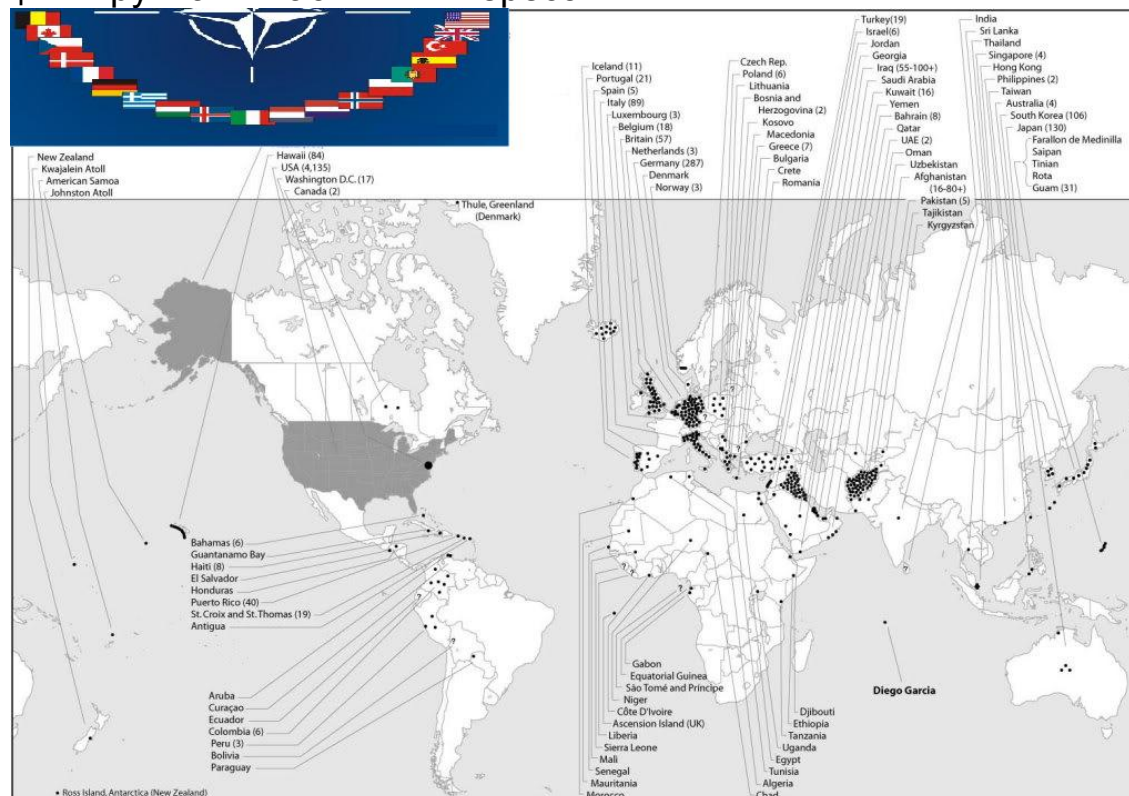 New Zealand
Kwajalein Atoll
American Samoa
Johnston Atoll
Hawaii (84)
USA (4,135)
Washington D.C. (17)
Canada (2)
Thule, Greenland
(Denmark)
Iceland (11)
Portugal (21)
Spain (5)
Italy (89)
Luxembourg (3)
Belgium (18)
Britain (57)
Netherlands (3)
Germany (287)
Denmark
Norway (3)
Czech Rep.
Poland (6)
Lithuania
Bosnia and
Herzogovina (2)
Kosovo
Macedonia
Greece (7)
Bulgaria
Crete
Romania
Turkey(19)
Israel(6)
Jordan
Georgia
Iraq (55-100+)
Saudi Arabia
Kuwait (16)
Yemen
Bahrain (8)
Qatar
UAE (2)
Oman
Uzbekistan
Afghanistan
(16-80+)
Pakistan (5)
Tajikistan
Kyrgyzstan
India
Sri Lanka
Thailand
Singapore (4)
Hong Kong
Philippines (2)
Taiwan
Australia (4)
South Korea (106)
Japan (130)
Farallon de Medinilla
Saipan
Tinian
Rota
Guam (31)
Bahamas (6)
Guantanamo Bay
Haiti (8)
El Salvador
Honduras
Puerto Rico (40)
St. Croix and St. Thomas (19)
Antigua
Aruba
Curaçao
Ecuador
Colombia (6)
Peru (3)
Bolivia
Paraguay
Gabon
Equatorial Guinea
São Tomé and Principe
Niger
Côte D'Ivoire
Ascension Island (UK)
Liberia
Sierra Leone
Mali
Senegal
Mauritania
Morocco
Djibouti
Ethiopia
Tanzania
Uganda
Egypt
Tunisia
Algeria
Chad
Diego Garcia
Ross Island, Antarctica (New Zealand)